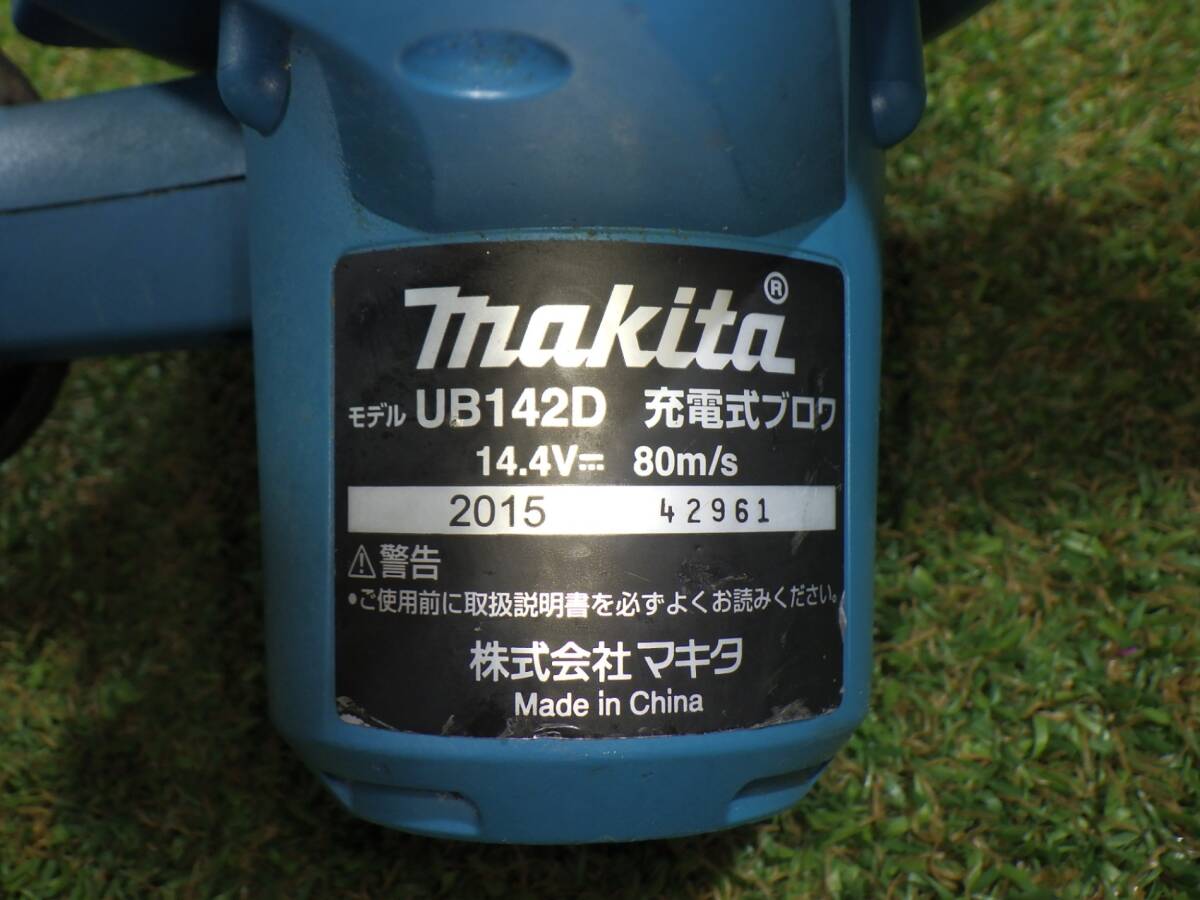 makita®
モデル UB142D 充電式ブロワ
14.4V⎓ 80m/s
2015 42961
⚠警告
•ご使用前に取扱説明書を必ずよくお読みください。
株式会社マキタ
Made in China